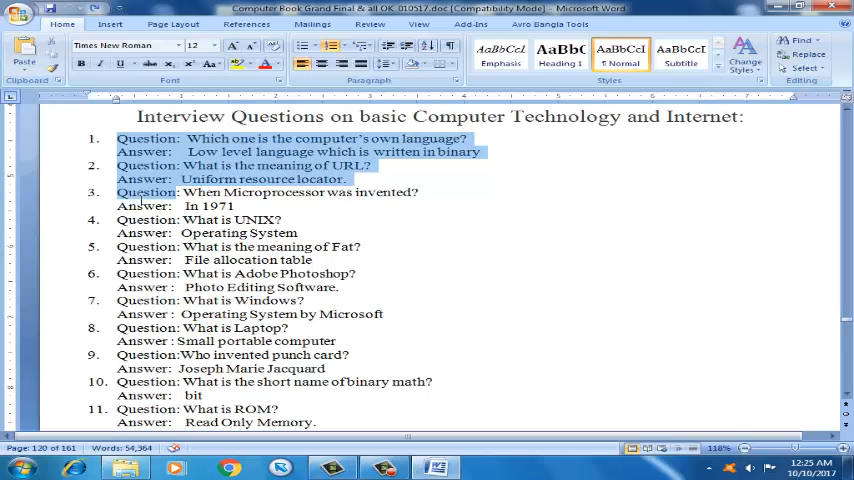 Computer Book Grand Final & all OK_010517.doc [Compatibility Mode] - Microsoft Word
Home Insert Page Layout References Mailings Review View Add-Ins Avro Bangla Tools
Times New Roman 12
AaBbCcI AaBbC AaBbCcI AaBbCcI
Find
Replace
Select
Paste
Emphasis Heading 1 ¶ Normal Subtitle Change Styles
Clipboard Font Paragraph Styles Editing
Interview Questions on basic Computer Technology and Internet:
1. Question: Which one is the computer's own language?
Answer: Low level language which is written in binary
2. Question: What is the meaning of URL?
Answer: Uniform resource locator.
3. Question: When Microprocessor was invented?
Answer: In 1971
4. Question: What is UNIX?
Answer: Operating System
5. Question: What is the meaning of Fat?
Answer: File allocation table
6. Question: What is Adobe Photoshop?
Answer : Photo Editing Software.
7. Question: What is Windows?
Answer : Operating System by Microsoft
8. Question: What is Laptop?
Answer : Small portable computer
9. Question:Who invented punch card?
Answer: Joseph Marie Jacquard
10. Question: What is the short name of binary math?
Answer: bit
11. Question: What is ROM?
Answer: Read Only Memory.
Page: 120 of 161 Words: 54,364 118%
12:25 AM
10/10/2017